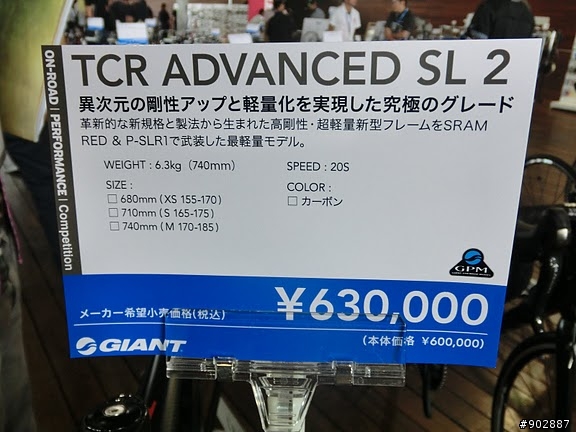 ON-ROAD | PERFORMANCE | Competition
TCR ADVANCED SL 2
異次元の剛性アップと軽量化を実現した究極のグレード
革新的な新規格と製法から生まれた高剛性・超軽量新型フレームをSRAM
RED & P-SLR1で武装した最軽量モデル。
WEIGHT : 6.3kg (740mm)
SPEED : 20S
SIZE :
□ 680mm (XS 155-170)
□ 710mm (S 165-175)
□ 740mm (M 170-185)
COLOR :
□ カーボン
GPM
メーカー希望小売価格(税込)
¥630,000
GIANT
(本体価格 ¥600,000)
#902887